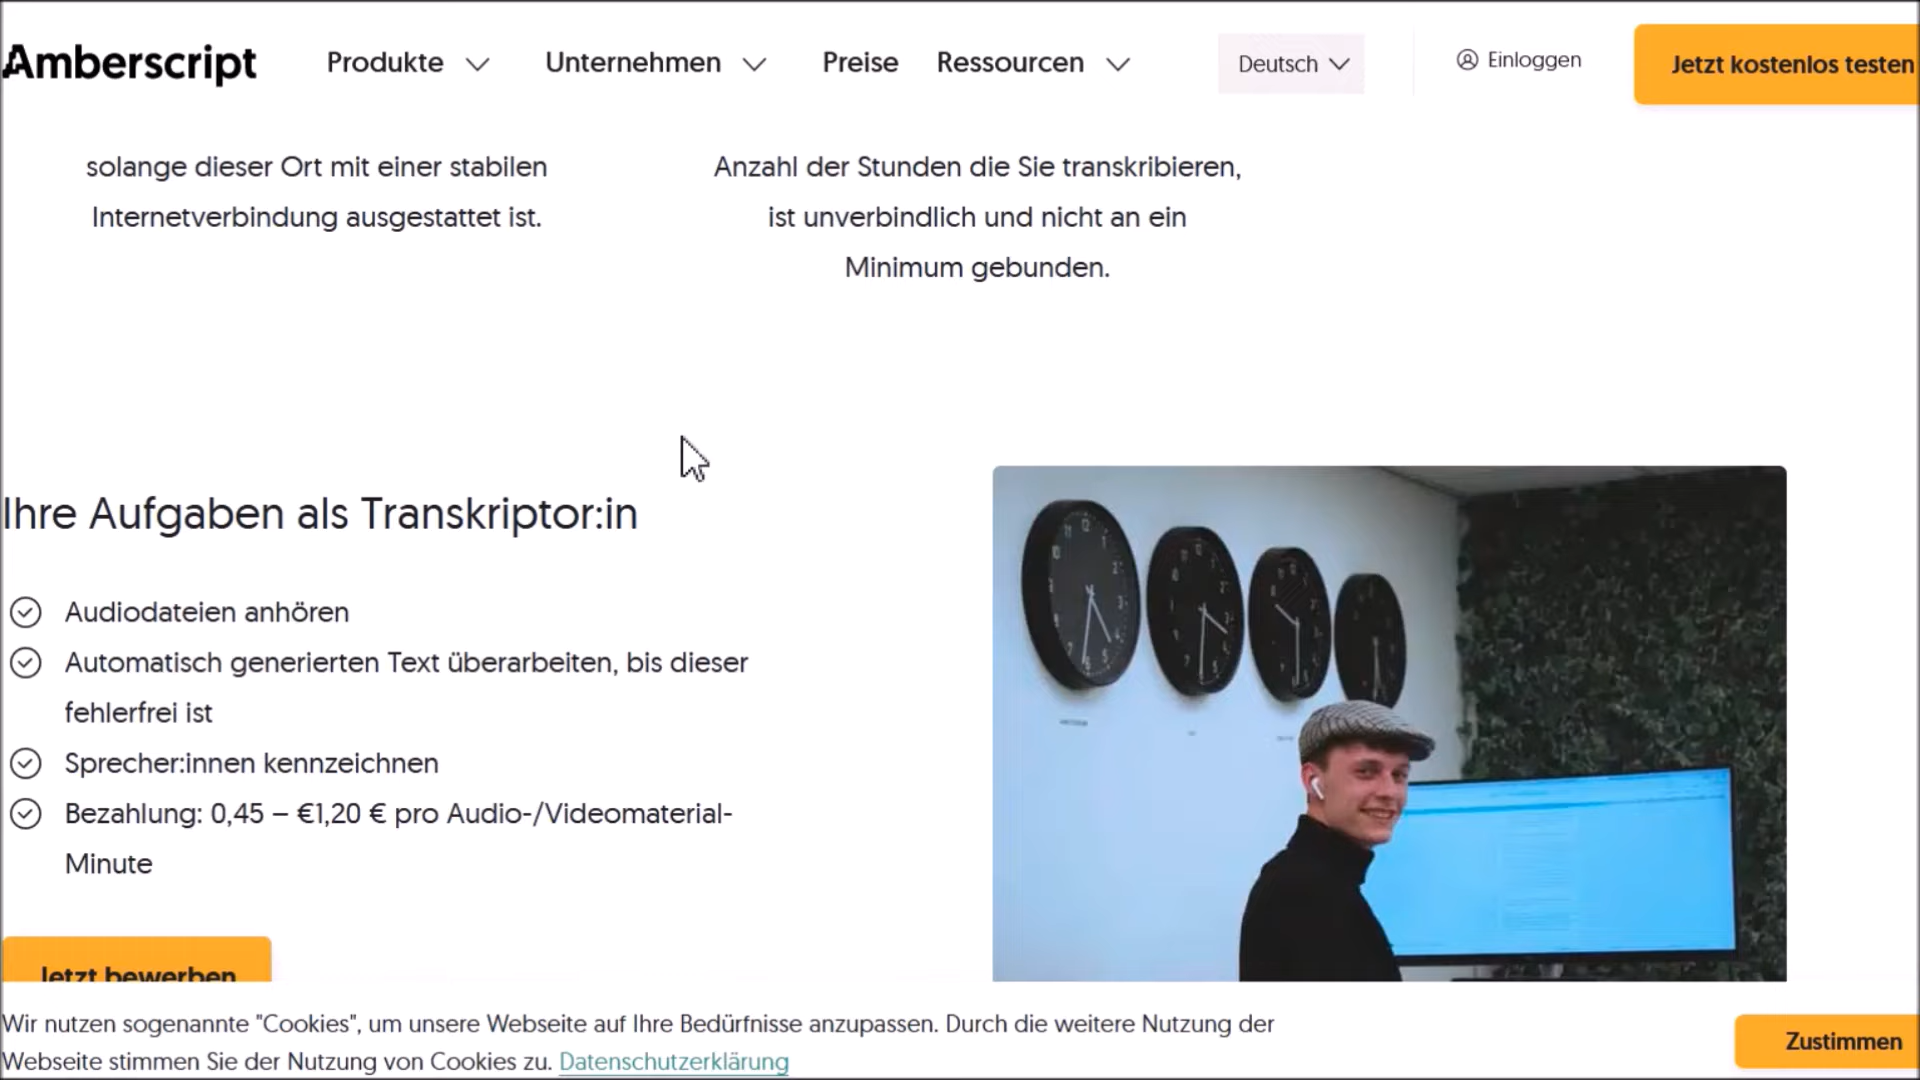 Amberscript
Produkte
Unternehmen
Preise
Ressourcen
Deutsch
Einloggen
Jetzt kostenlos testen
solange dieser Ort mit einer stabilen
Internetverbindung ausgestattet ist.
Anzahl der Stunden die Sie transkribieren,
ist unverbindlich und nicht an ein
Minimum gebunden.
Ihre Aufgaben als Transkriptor:in
Audiodateien anhören
Automatisch generierten Text überarbeiten, bis dieser
fehlerfrei ist
Sprecher:innen kennzeichnen
Bezahlung: 0,45 – €1,20 € pro Audio-/Videomaterial-
Minute
Jetzt bewerben
Wir nutzen sogenannte "Cookies", um unsere Webseite auf Ihre Bedürfnisse anzupassen. Durch die weitere Nutzung der
Webseite stimmen Sie der Nutzung von Cookies zu. Datenschutzerklärung
Zustimmen